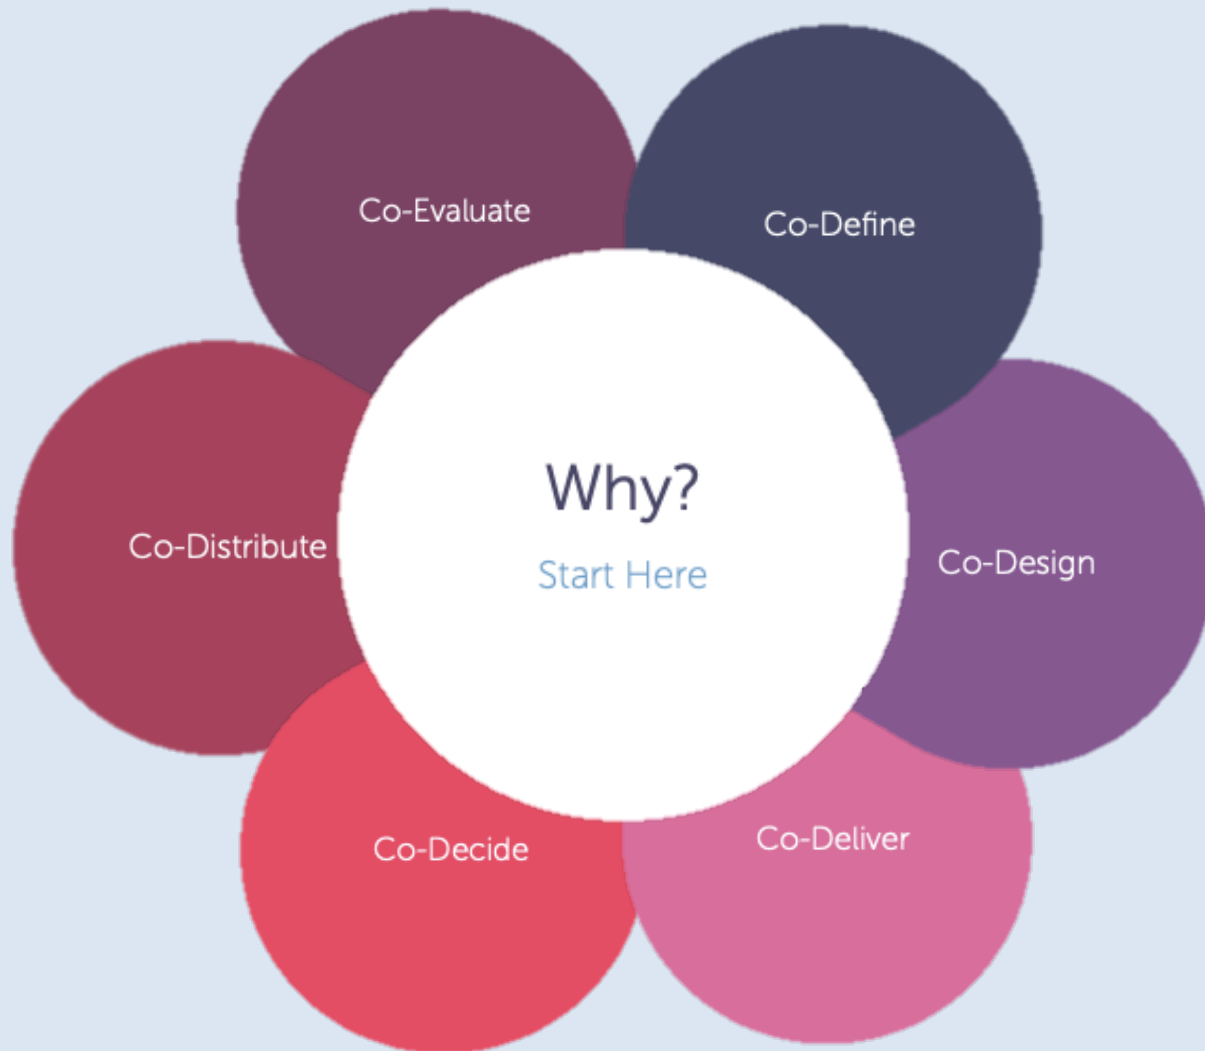 Co-Evaluate
Co-Define
Why?
Start Here
Co-Distribute
Co-Design
Co-Decide
Co-Deliver